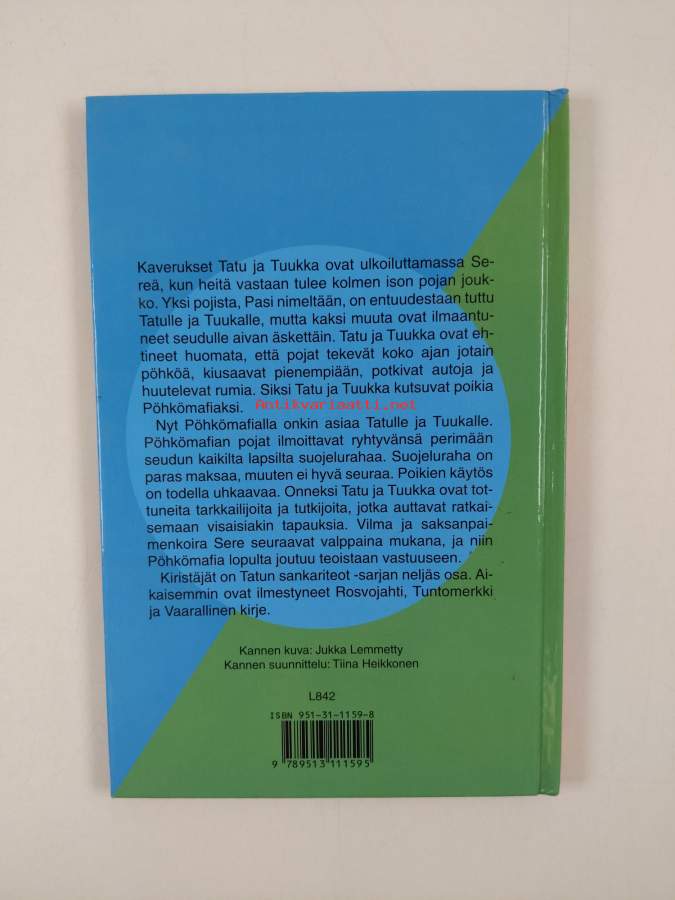 Kaverukset Tatu ja Tuukka ovat ulkoiluttamassa Se-
reä, kun heitä vastaan tulee kolmen ison pojan jouk-
ko. Yksi pojista, Pasi nimeltään, on entuudestaan tuttu
Tatulle ja Tuukalle, mutta kaksi muuta ovat ilmaantu-
neet seudulle aivan äskettäin. Tatu ja Tuukka ovat eh-
tineet huomata, että pojat tekevät koko ajan jotain
pöhköä, kiusaavat pienempiään, potkivat autoja ja
huutelevat rumia. Siksi Tatu ja Tuukka kutsuvat poikia
Pöhkömafiaksi.
Antikvariaatti.net
Nyt Pöhkömafialla onkin asiaa Tatulle ja Tuukalle.
Pöhkömafian pojat ilmoittavat ryhtyvänsä perimään
seudun kaikilta lapsilta suojelurahaa. Suojeluraha on
paras maksaa, muuten ei hyvä seuraa. Poikien käytös
on todella uhkaavaa. Onneksi Tatu ja Tuukka ovat tot-
tuneita tarkkailijoita ja tutkijoita, jotka auttavat ratkai-
semaan visaisiakin tapauksia. Vilma ja saksanpai-
menkoira Sere seuraavat valppaina mukana, ja niin
Pöhkömafia lopulta joutuu teoistaan vastuuseen.
Kiristäjät on Tatun sankariteot -sarjan neljäs osa. Ai-
kaisemmin ovat ilmestyneet Rosvojahti, Tuntomerkki
ja Vaarallinen kirje.
Kannen kuva: Jukka Lemmetty
Kannen suunnittelu: Tiina Heikkonen
L842
ISBN 951-31-1159-8
9 789513 111595